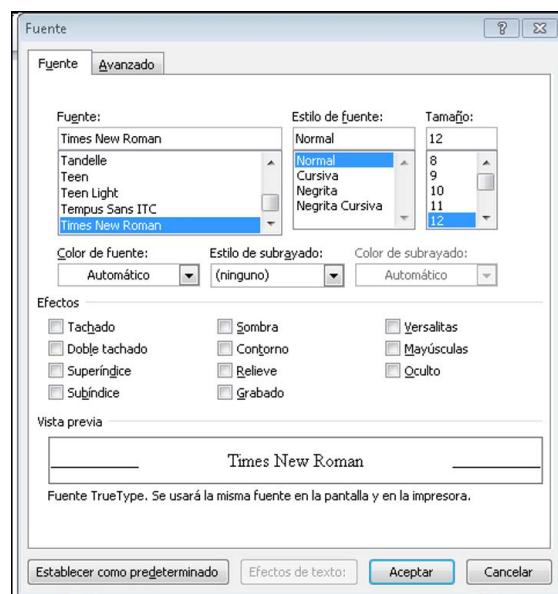 Fuente
Fuente Avanzado
Fuente: Estilo de fuente: Tamaño:
Times New Roman Normal 12
Tandelle Normal 8
Teen Cursiva 9
Teen Light Negrita 10
Tempus Sans ITC Negrita Cursiva 11
Times New Roman 12
Color de fuente: Estilo de subrayado: Color de subrayado:
Automático (ninguno) Automático
Efectos
Tachado Sombra Versalitas
Doble tachado Contorno Mayúsculas
Superíndice Relieve Oculto
Subíndice Grabado
Vista previa
Times New Roman
Fuente TrueType. Se usará la misma fuente en la pantalla y en la impresora.
Establecer como predeterminado Efectos de texto: Aceptar Cancelar